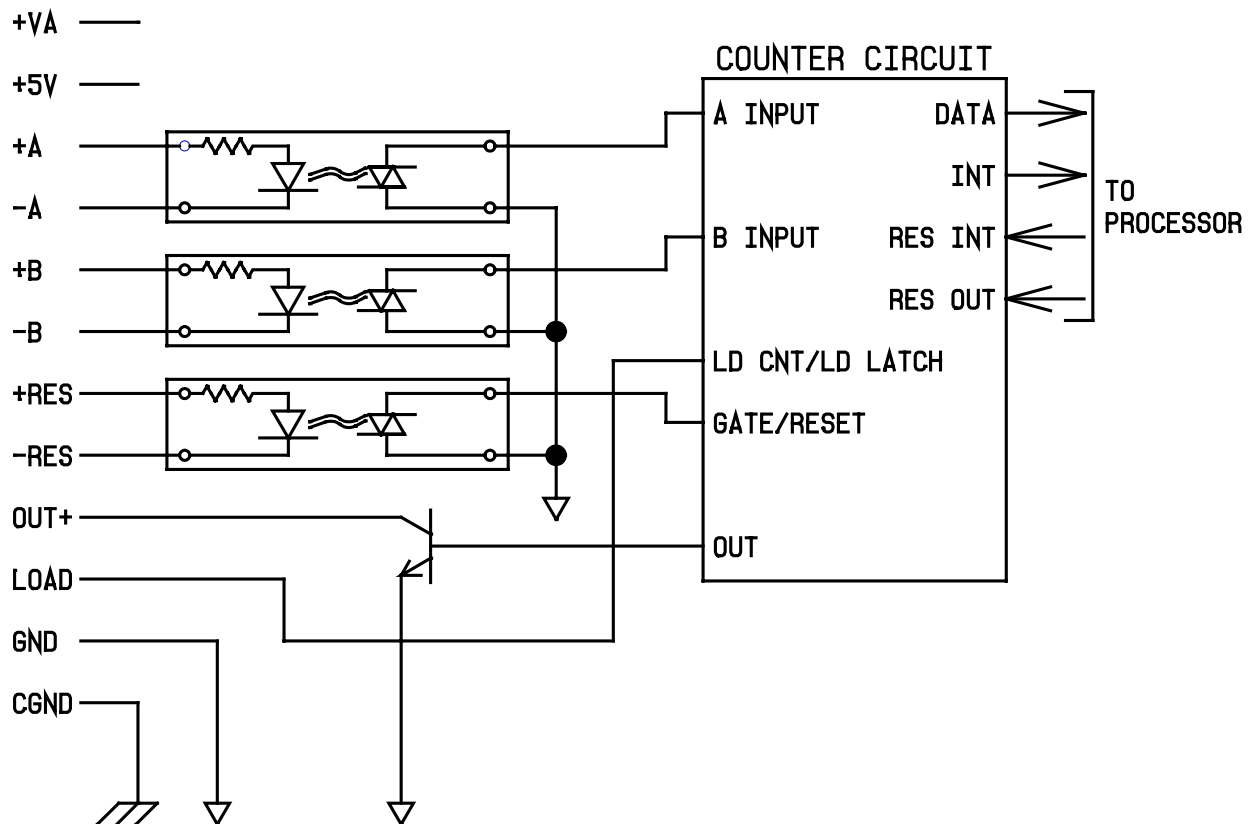 +VA
+5V
+A
-A
+B
-B
+RES
-RES
OUT+
LOAD
GND
CGND
COUNTER CIRCUIT
A INPUT
B INPUT
LD CNT/LD LATCH
GATE/RESET
OUT
DATA
INT
RES INT
RES OUT
TO
PROCESSOR